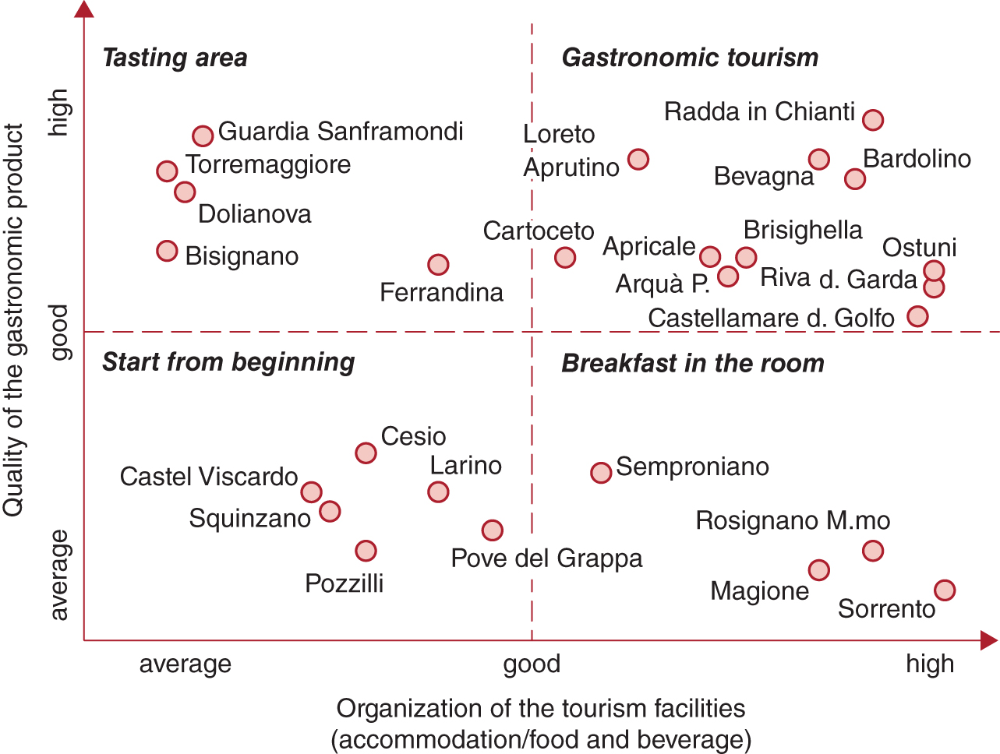 Tasting area
Gastronomic tourism
Radda in Chianti
Guardia Sanframondi
Loreto
Aprutino
Torremaggiore
Bevagna
Bardolino
Dolianova
Cartoceto
Apricale
Brisighella
Ostuni
Bisignano
Ferrandina
Arquà P.
Riva d. Garda
Castellamare d. Golfo
Start from beginning
Breakfast in the room
Cesio
Larino
Semproniano
Castel Viscardo
Squinzano
Rosignano M.mo
Pove del Grappa
Pozzilli
Magione
Sorrento
high
good
average
Quality of the gastronomic product
average
good
high
Organization of the tourism facilities
(accommodation/food and beverage)